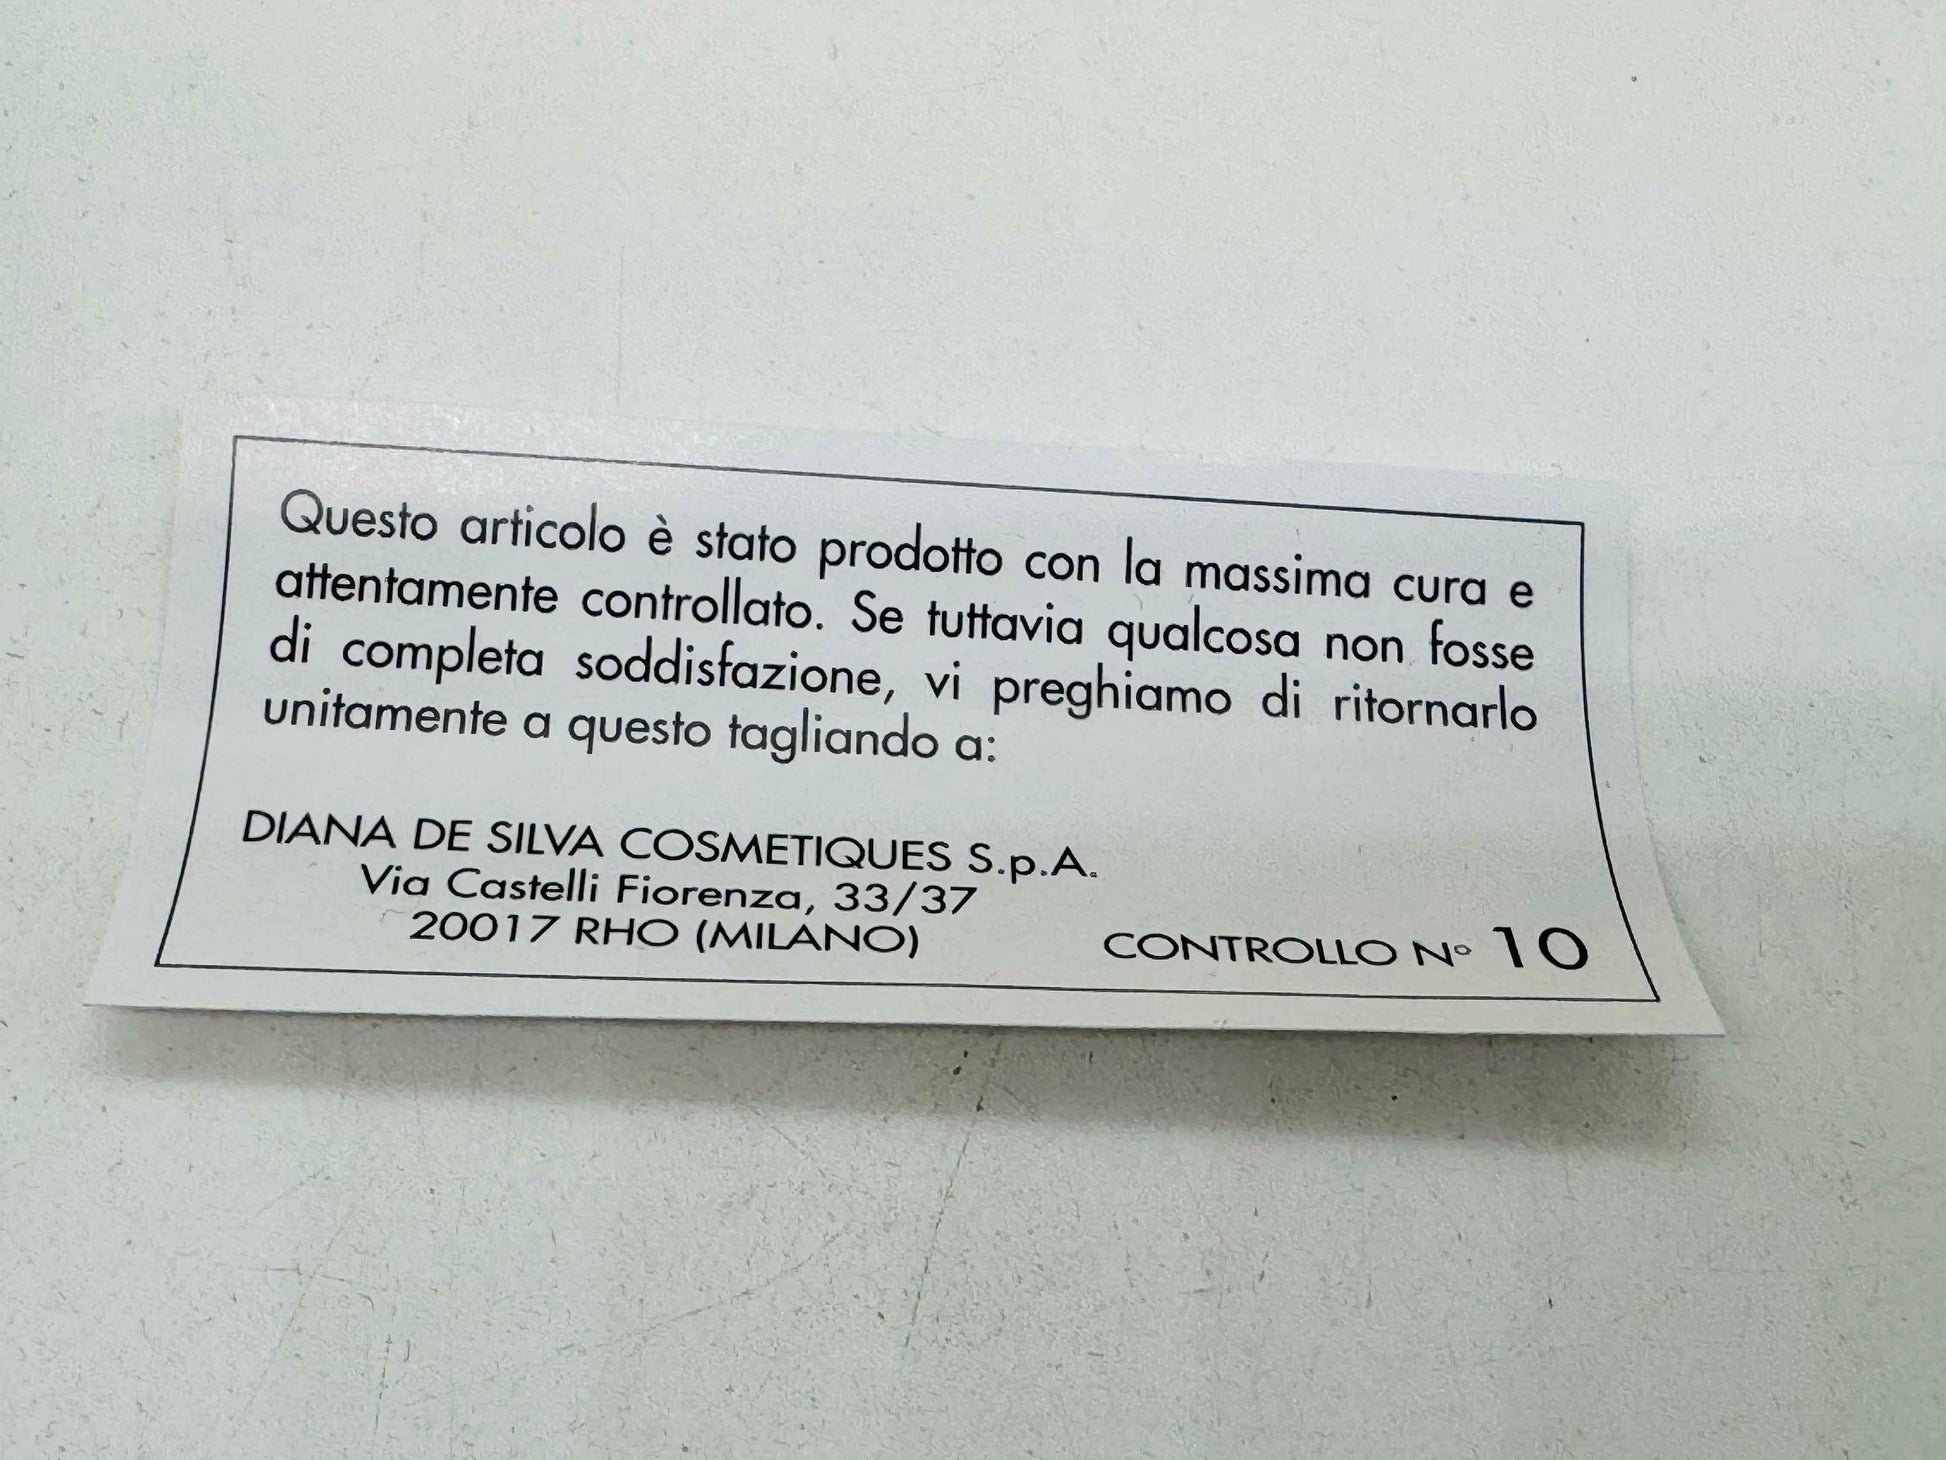 Questo articolo è stato prodotto con la massima cura e
attentamente controllato. Se tuttavia qualcosa non fosse
di completa soddisfazione, vi preghiamo di ritornarlo
unitamente a questo tagliando a:
DIANA DE SILVA COSMETIQUES S.p.A.
Via Castelli Fiorenza, 33/37
20017 RHO (MILANO)
CONTROLLO N° 10